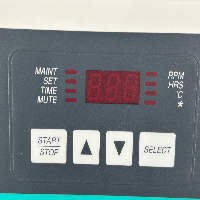 MAINT
SET
TIME
MUTE
RPM
HRS
°C
*
START
STOP
SELECT